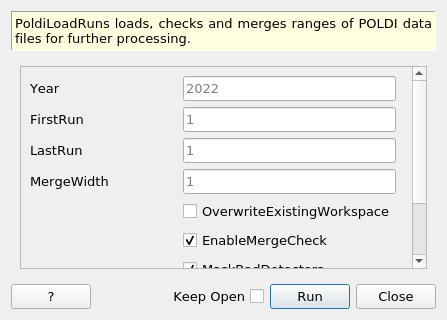 PoldiLoadRuns loads, checks and merges ranges of POLDI data
files for further processing.
Year 2022
FirstRun 1
LastRun 1
MergeWidth 1
OverwriteExistingWorkspace
EnableMergeCheck
MaskBadDetectors
? Keep Open Run Close